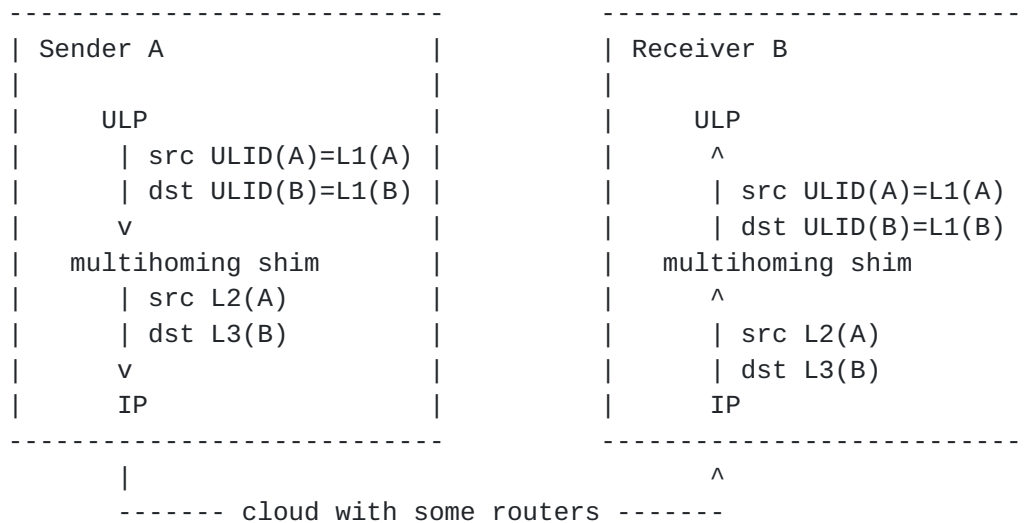 ----------------------------          ---------------------------
| Sender A                 |          | Receiver B
|                          |          |
|     ULP                  |          |     ULP
|      | src ULID(A)=L1(A) |          |      ^
|      | dst ULID(B)=L1(B) |          |      | src ULID(A)=L1(A)
|      v                   |          |      | dst ULID(B)=L1(B)
|   multihoming shim       |          |   multihoming shim
|      | src L2(A)         |          |      ^
|      | dst L3(B)         |          |      | src L2(A)
|      v                   |          |      | dst L3(B)
|      IP                  |          |      IP
----------------------------          ---------------------------
       |                                     ^
       ------- cloud with some routers -------